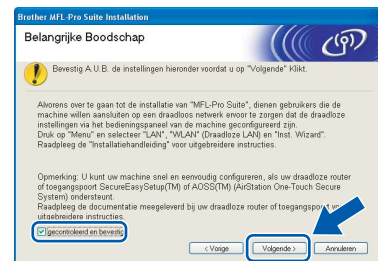 Brother MFL-Pro Suite Installation
Belangrijke Boodschap
Bevestig A.U.B. de instellingen hieronder voordat u op "Volgende" Klikt.
Alvorens over te gaan tot de installatie van "MFL-Pro Suite", dienen gebruikers die de
machine willen aansluiten op een draadloos netwerk ervoor te zorgen dat de draadloze
instellingen via het bedieningspaneel van de machine geconfigureerd zijn.
Druk op "Menu" en selecteer "LAN", "WLAN" (Draadloze LAN) en "Inst. Wizard".
Raadpleeg de "Installatiehandleiding" voor uitgebreidere instructies.
Opmerking: U kunt uw machine snel en eenvoudig configureren, als uw draadloze router
of toegangspoort SecureEasySetup(TM) of AOSS(TM) (AirStation One-Touch Secure
System) ondersteunt.
Raadpleeg de documentatie meegeleverd bij uw draadloze router of toegangspoort
uitgebreidere instructies.
gecontroleerd en bevestig
< Vorige
Volgende >
Annuleren